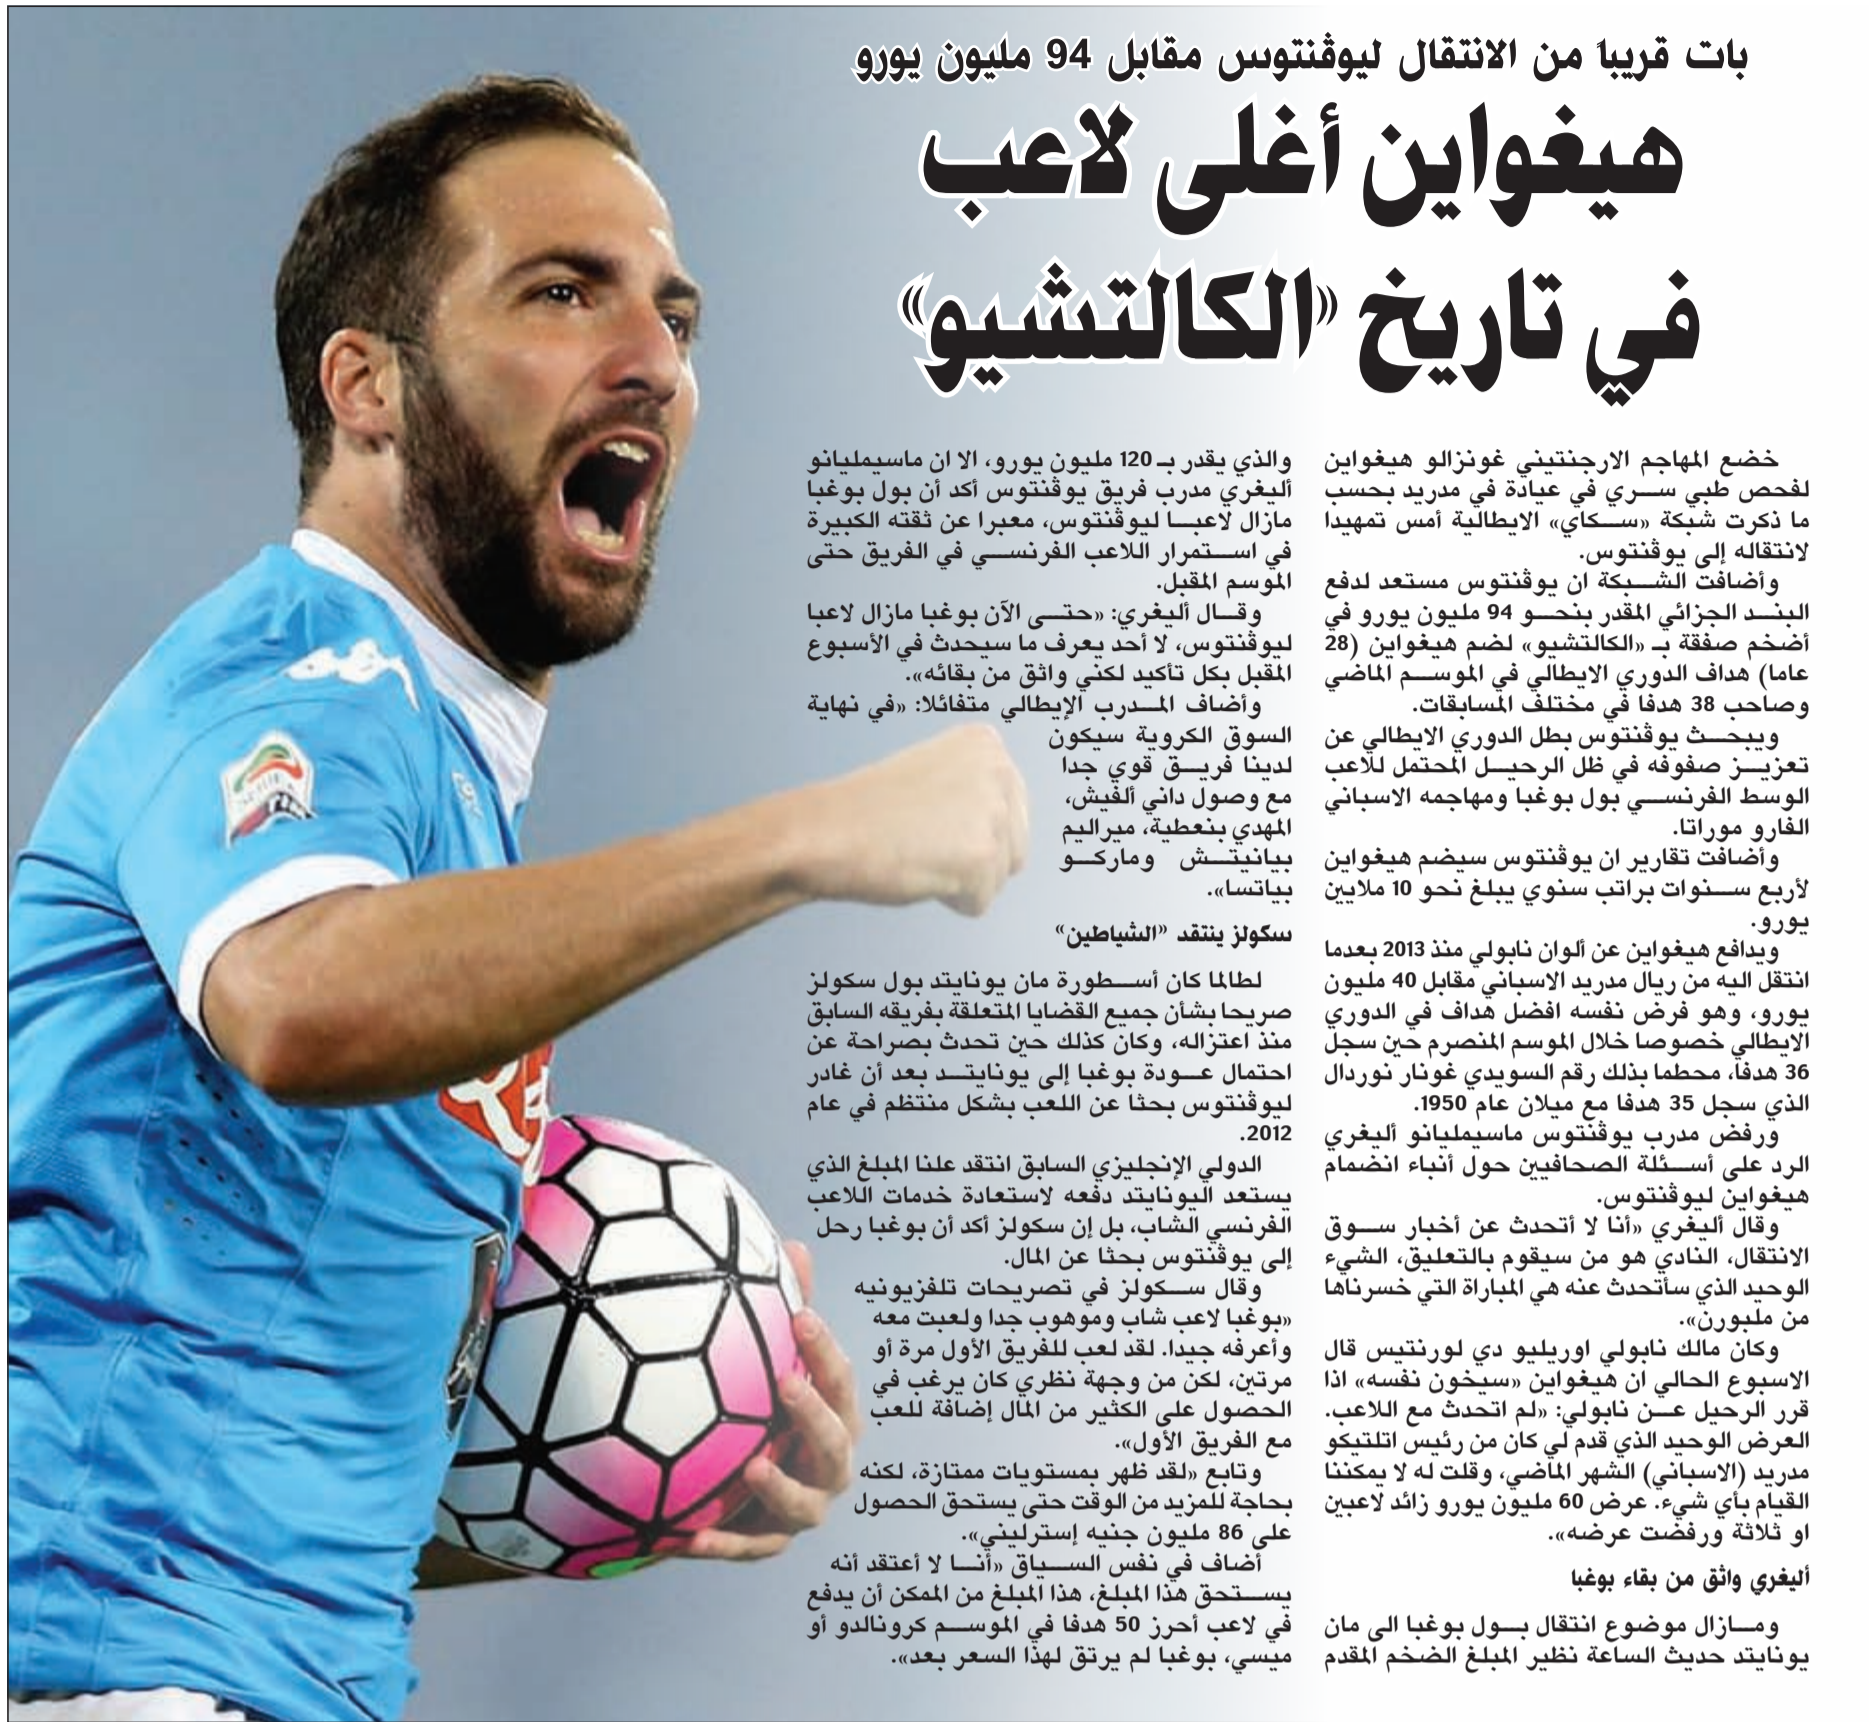 بات قريباً من الانتقال ليوڤنتوس مقابل 94 مليون يورو
هيغواين أغلى لاعب
في تاريخ «الكالتشيو»
خضع المهاجم الارجنتيني غونزالو هيغواين
لفحص طبي سري في عيادة في مدريد بحسب
ما ذكرت شبكة «سكاي» الايطالية أمس تمهيدا
لانتقاله إلى يوڤنتوس.
وأضافت الشبكة ان يوڤنتوس مستعد لدفع
البند الجزائي المقدر بنحو 94 مليون يورو في
أضخم صفقة بـ «الكالتشيو» لضم هيغواين (28
عاما) هداف الدوري الايطالي في الموسم الماضي
وصاحب 38 هدفا في مختلف المسابقات.
ويبحث يوڤنتوس بطل الدوري الايطالي عن
تعزيز صفوفه في ظل الرحيل المحتمل للاعب
الوسط الفرنسي بول بوغبا ومهاجمه الاسباني
الفارو موراتا.
وأضافت تقارير ان يوڤنتوس سيضم هيغواين
لأربع سنوات براتب سنوي يبلغ نحو 10 ملايين
يورو.
ويدافع هيغواين عن ألوان نابولي منذ 2013 بعدما
انتقل اليه من ريال مدريد الاسباني مقابل 40 مليون
يورو، وهو فرض نفسه افضل هداف في الدوري
الايطالي خصوصا خلال الموسم المنصرم حين سجل
36 هدفا، محطما بذلك رقم السويدي غونار نوردال
الذي سجل 35 هدفا مع ميلان عام 1950.
ورفض مدرب يوڤنتوس ماسيمليانو أليغري
الرد على أسئلة الصحافيين حول أنباء انضمام
هيغواين ليوڤنتوس.
وقال أليغري «أنا لا أتحدث عن أخبار سوق
الانتقال، النادي هو من سيقوم بالتعليق، الشيء
الوحيد الذي سأتحدث عنه هي المباراة التي خسرناها
من ملبورن».
وكان مالك نابولي اوريليو دي لورنتيس قال
الاسبوع الحالي ان هيغواين «سيخون نفسه» اذا
قرر الرحيل عن نابولي: «لم اتحدث مع اللاعب.
العرض الوحيد الذي قدم لي كان من رئيس اتلتيكو
مدريد (الاسباني) الشهر الماضي، وقلت له لا يمكننا
القيام بأي شيء. عرض 60 مليون يورو زائد لاعبين
او ثلاثة ورفضت عرضه».
أليغري واثق من بقاء بوغبا
ومازال موضوع انتقال بول بوغبا الى مان
يونايتد حديث الساعة نظير المبلغ الضخم المقدم
والذي يقدر بـ 120 مليون يورو، الا ان ماسيمليانو
أليغري مدرب فريق يوڤنتوس أكد أن بول بوغبا
مازال لاعبا ليوڤنتوس، معبرا عن ثقته الكبيرة
في استمرار اللاعب الفرنسي في الفريق حتى
الموسم المقبل.
وقال أليغري: «حتى الآن بوغبا مازال لاعبا
ليوڤنتوس، لا أحد يعرف ما سيحدث في الأسبوع
المقبل بكل تأكيد لكني واثق من بقائه».
وأضاف المدرب الإيطالي متفائلا: «في نهاية
السوق الكروية سيكون
لدينا فريق قوي جدا
مع وصول داني ألفيش،
المهدي بنعطية، ميراليم
بيانيتش وماركو
بياتسا».
سكولز ينتقد «الشياطين»
لطالما كان أسطورة مان يونايتد بول سكولز
صريحا بشأن جميع القضايا المتعلقة بفريقه السابق
منذ اعتزاله، وكان كذلك حين تحدث بصراحة عن
احتمال عودة بوغبا إلى يونايتد بعد أن غادر
ليوڤنتوس بحثا عن اللعب بشكل منتظم في عام
2012.
الدولي الإنجليزي السابق انتقد علنا المبلغ الذي
يستعد اليونايتد دفعه لاستعادة خدمات اللاعب
الفرنسي الشاب، بل إن سكولز أكد أن بوغبا رحل
إلى يوڤنتوس بحثا عن المال.
وقال سكولز في تصريحات تلفزيونيه
«بوغبا لاعب شاب وموهوب جدا ولعبت معه
وأعرفه جيدا. لقد لعب للفريق الأول مرة أو
مرتين، لكن من وجهة نظري كان يرغب في
الحصول على الكثير من المال إضافة للعب
مع الفريق الأول».
وتابع «لقد ظهر بمستويات ممتازة، لكنه
بحاجة للمزيد من الوقت حتى يستحق الحصول
على 86 مليون جنيه إسترليني».
أضاف في نفس السياق «أنا لا أعتقد أنه
يستحق هذا المبلغ، هذا المبلغ من الممكن أن يدفع
في لاعب أحرز 50 هدفا في الموسم كرونالدو أو
ميسي، بوغبا لم يرتق لهذا السعر بعد».